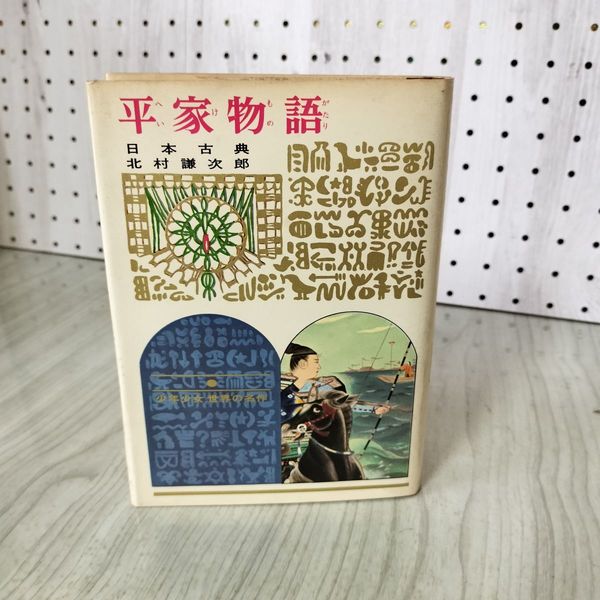 平家物語
へいけものがたり
日本古典
北村謙次郎
少年少女世界の名作